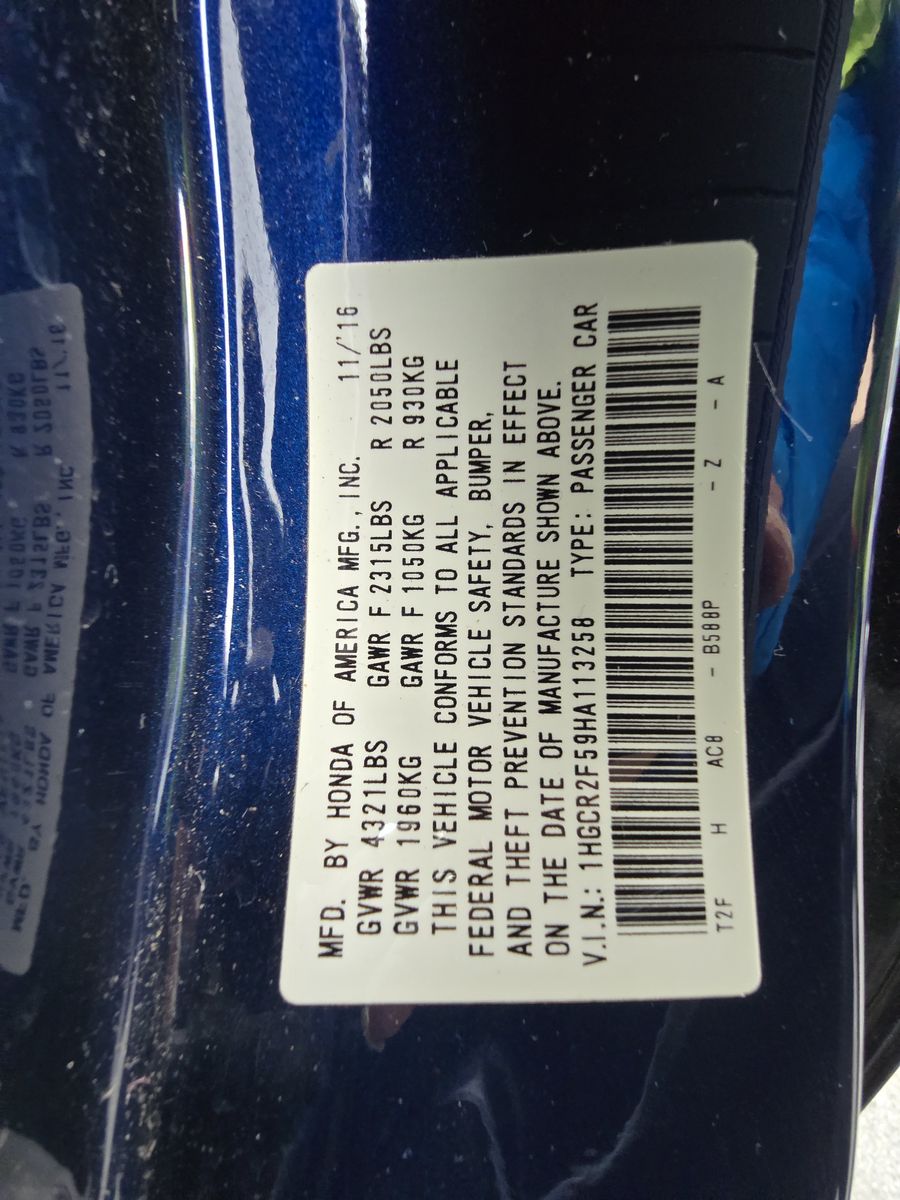 MFD. BY HONDA OF AMERICA MFG., INC. 11/'16
GVWR 4321LBS GAWR F 2315LBS R 2050LBS
GVWR 1960KG GAWR F 1050KG R 930KG
THIS VEHICLE CONFORMS TO ALL APPLICABLE
FEDERAL MOTOR VEHICLE SAFETY, BUMPER,
AND THEFT PREVENTION STANDARDS IN EFFECT
ON THE DATE OF MANUFACTURE SHOWN ABOVE.
V.I.N.: 1HGCR2F59HA113258 TYPE: PASSENGER CAR
T2F H AC8 - B588P - Z - A